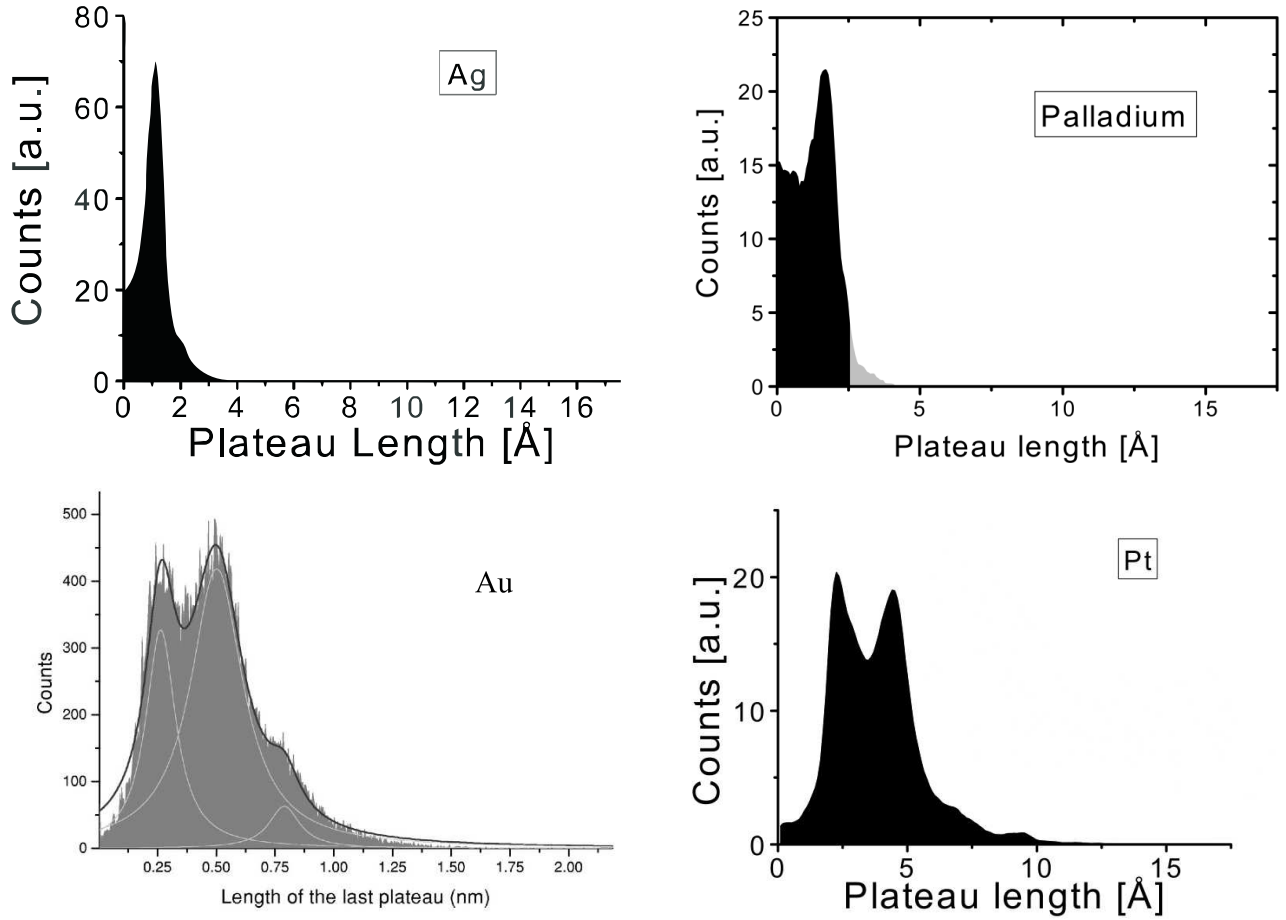 80
60
40
20
0
Counts [a.u.]
Ag
0 2 4 6 8 10 12 14 16
Plateau Length [Å]
25
20
15
10
5
0
Counts [a.u.]
Palladium
0 5 10 15
Plateau length [Å]
500
400
300
200
100
0
Counts
Au
0.25 0.50 0.75 1.00 1.25 1.50 1.75 2.00
Length of the last plateau (nm)
20
10
0
Counts [a.u.]
Pt
0 5 10 15
Plateau length [Å]